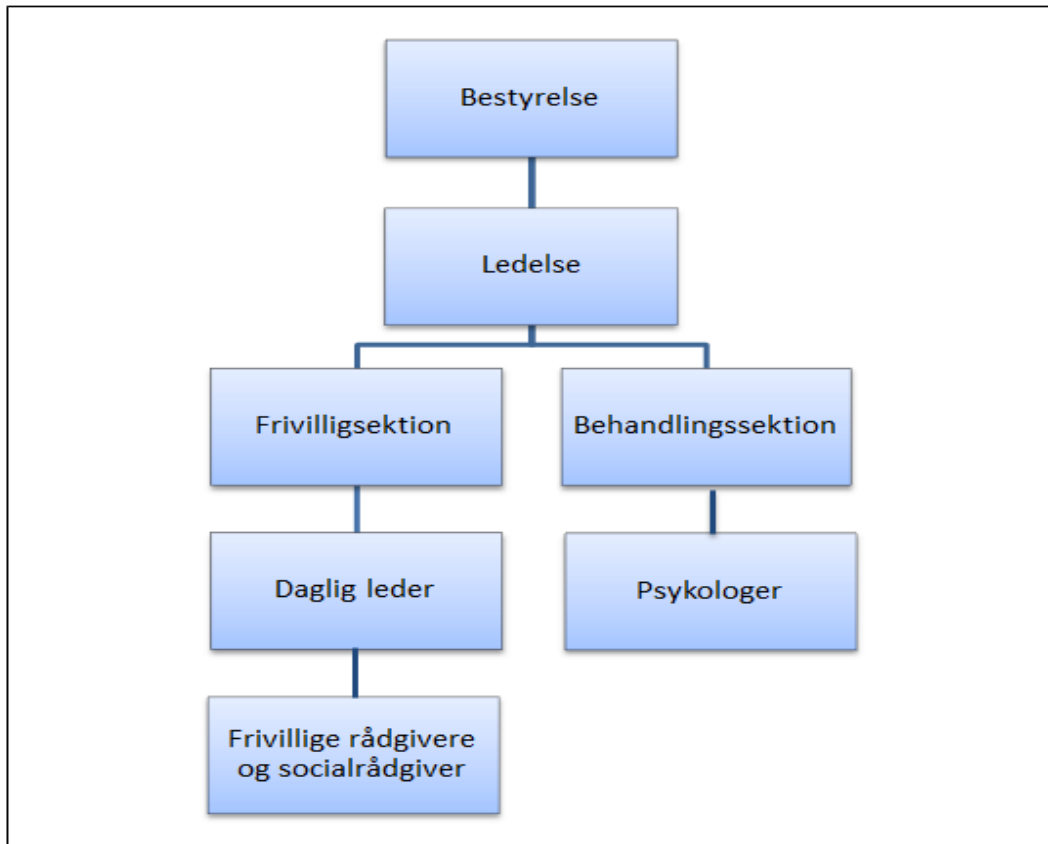 Bestyrelse
Ledelse
Frivilligsektion
Behandlingssektion
Daglig leder
Psykologer
Frivillige rådgivere
og socialrådgiver